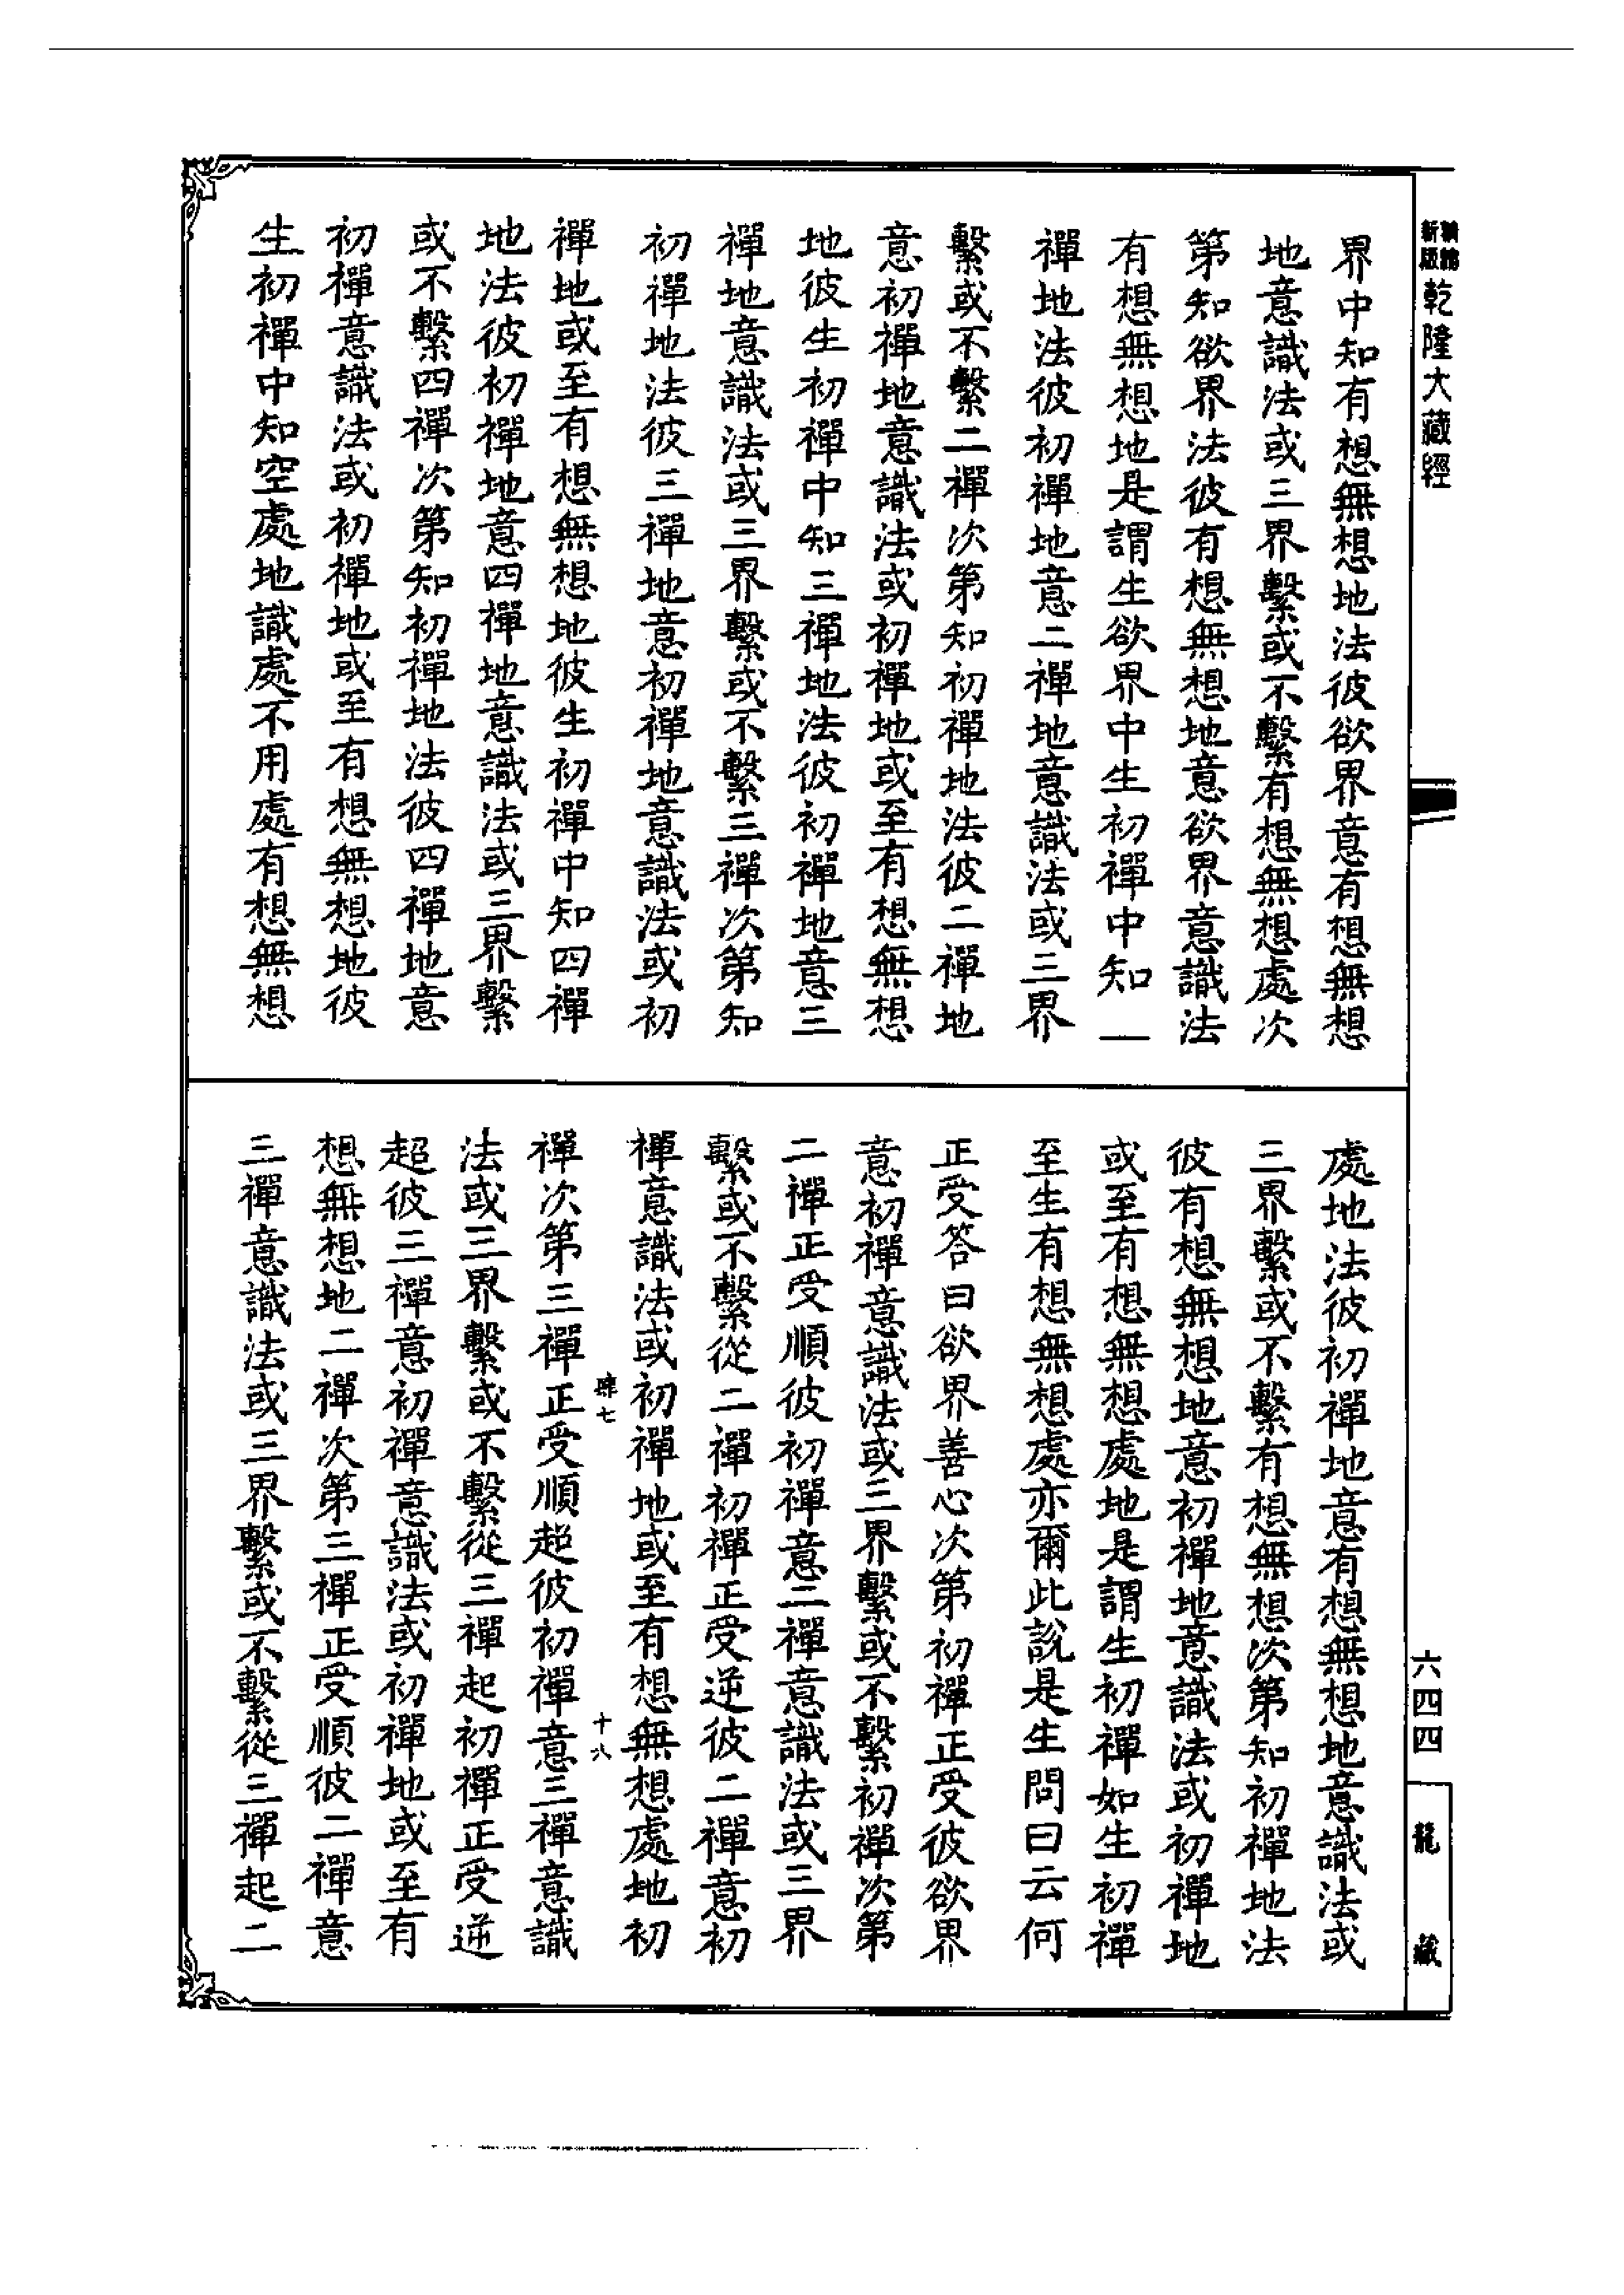 新版
乾隆大藏經
界中知有想無想地法彼欲界意有想無想
地意識法或三界繫或不繫有想無想處次
第知欲界法彼有想無想地意欲界意識法
有想無想地是謂生欲界中生初禪中知一
禪地法彼初禪地意二禪地意識法或三界
繫或不繫二禪次第知初禪地法彼二禪地
意初禪地意識法或初禪地或至有想無想
地彼生初禪中知三禪地法彼初禪地意三
禪地意識法或三界繫或不繫三禪次第知
初禪地法彼三禪地意初禪地意識法或初
禪地或至有想無想地彼生初禪中知四禪
地法彼初禪地意四禪地意識法或三界繫
或不繫四禪次第知初禪地法彼四禪地意
初禪意識法或初禪地或至有想無想地彼
生初禪中知空處地識處不用處有想無想
處地法彼初禪地意有想無想地意識法或
三界繫或不繫有想無想次第知初禪地法
彼有想無想地意初禪地意識法或初禪地
或至有想無想處地是謂生初禪如生初禪
至生有想無想處亦爾此說是生問曰云何
正受答曰欲界善心次第初禪正受彼欲界
意初禪意識法或三界繫或不繫初禪次第
二禪正受順彼初禪意二禪意識法或三界
繫或不繫從二禪初禪正受逆彼二禪意初
禪意識法或初禪地或至有想無想處地初
肆七
十八
禪次第三禪正受順超彼初禪意三禪意識
法或三界繫或不繫從三禪起初禪正受逆
超彼三禪意初禪意識法或初禪地或至有
想無想地二禪次第三禪正受順彼二禪意
三禪意識法或三界繫或不繫從三禪起二
六四四
龍藏